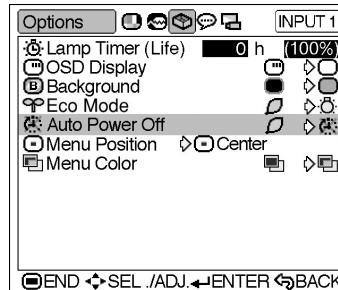 Options INPUT 1
Lamp Timer (Life) 0 h (100%)
OSD Display
B Background
Eco Mode
Auto Power Off
Menu Position Center
Menu Color
END SEL ./ADJ. ENTER BACK